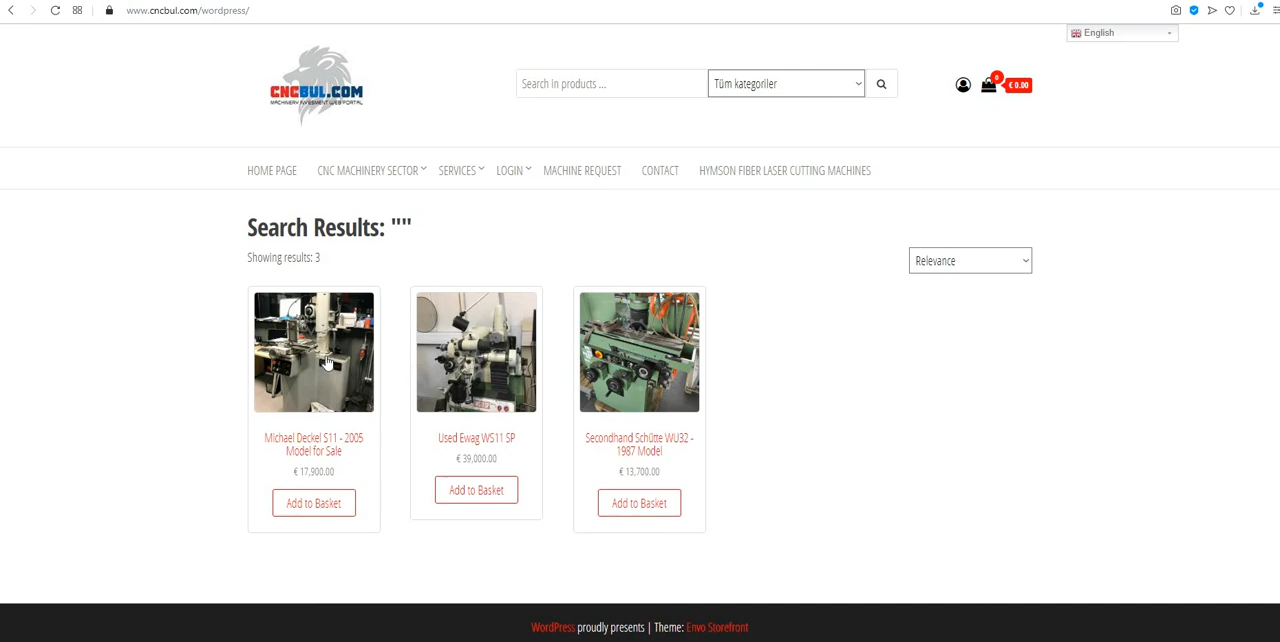 www.cncbul.com/wordpress/
English
CNCBUL.COM
MACHINERY INVESMENT WEB PORTAL
Search in products ...
Tüm kategoriler
0
€ 0.00
HOME PAGE
CNC MACHINERY SECTOR
SERVICES
LOGIN
MACHINE REQUEST
CONTACT
HYMSON FIBER LASER CUTTING MACHINES
Search Results: ""
Showing results: 3
Relevance
Michael Deckel S11 - 2005
Model for Sale
€ 17,900.00
Add to Basket
Used Ewag WS11 SP
€ 39,000.00
Add to Basket
Secondhand Schütte WU32 -
1987 Model
€ 13,700.00
Add to Basket
WordPress proudly presents | Theme: Envo Storefront